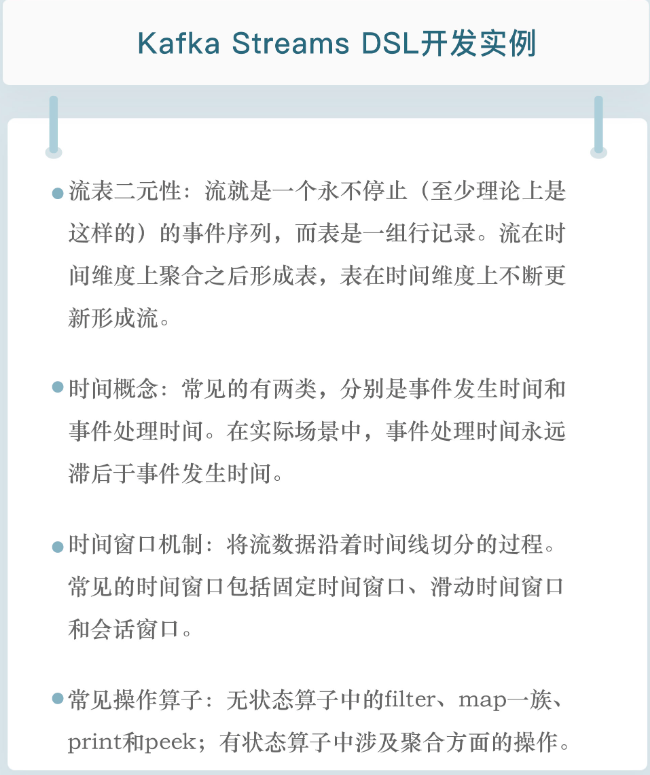 Kafka Streams DSL开发实例
流表二元性：流就是一个永不停止（至少理论上是
这样的）的事件序列，而表是一组行记录。流在时
间维度上聚合之后形成表，表在时间维度上不断更
新形成流。
时间概念：常见的有两类，分别是事件发生时间和
事件处理时间。在实际场景中，事件处理时间永远
滞后于事件发生时间。
时间窗口机制：将流数据沿着时间线切分的过程。
常见的时间窗口包括固定时间窗口、滑动时间窗口
和会话窗口。
常见操作算子：无状态算子中的filter、map一族、
print和peek；有状态算子中涉及聚合方面的操作。